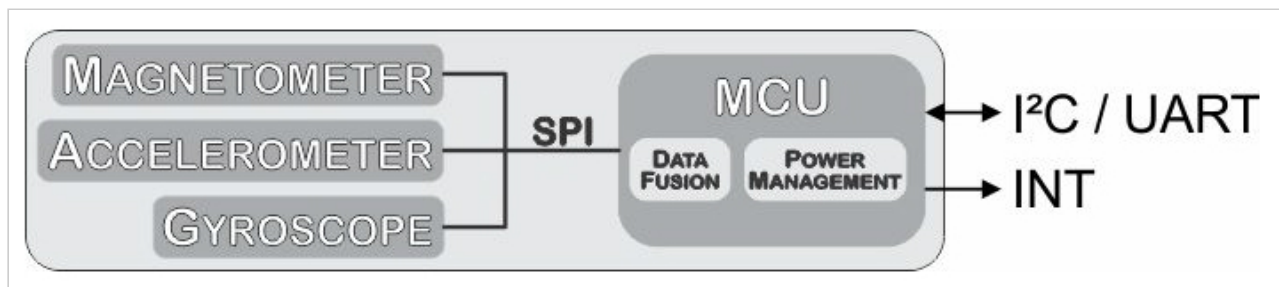 MAGNETOMETER
ACCELEROMETER
GYROSCOPE
SPI
MCU
DATA
FUSION
POWER
MANAGEMENT
I²C / UART
INT